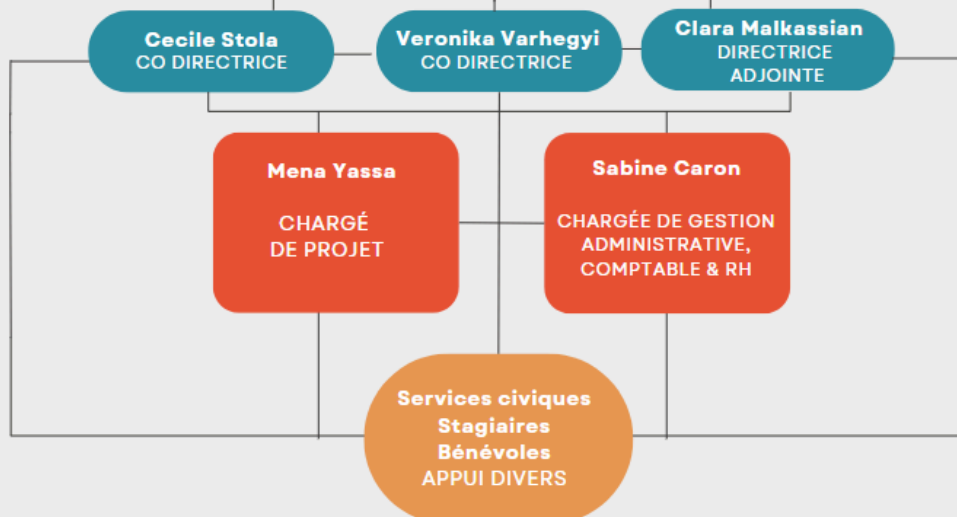 Cecile Stola
CO DIRECTRICE
Veronika Varhegyi
CO DIRECTRICE
Clara Malkassian
DIRECTRICE
ADJOINTE
Mena Yassa
CHARGÉ
DE PROJET
Sabine Caron
CHARGÉE DE GESTION
ADMINISTRATIVE,
COMPTABLE & RH
Services civiques
Stagiaires
Bénévoles
APPUI DIVERS